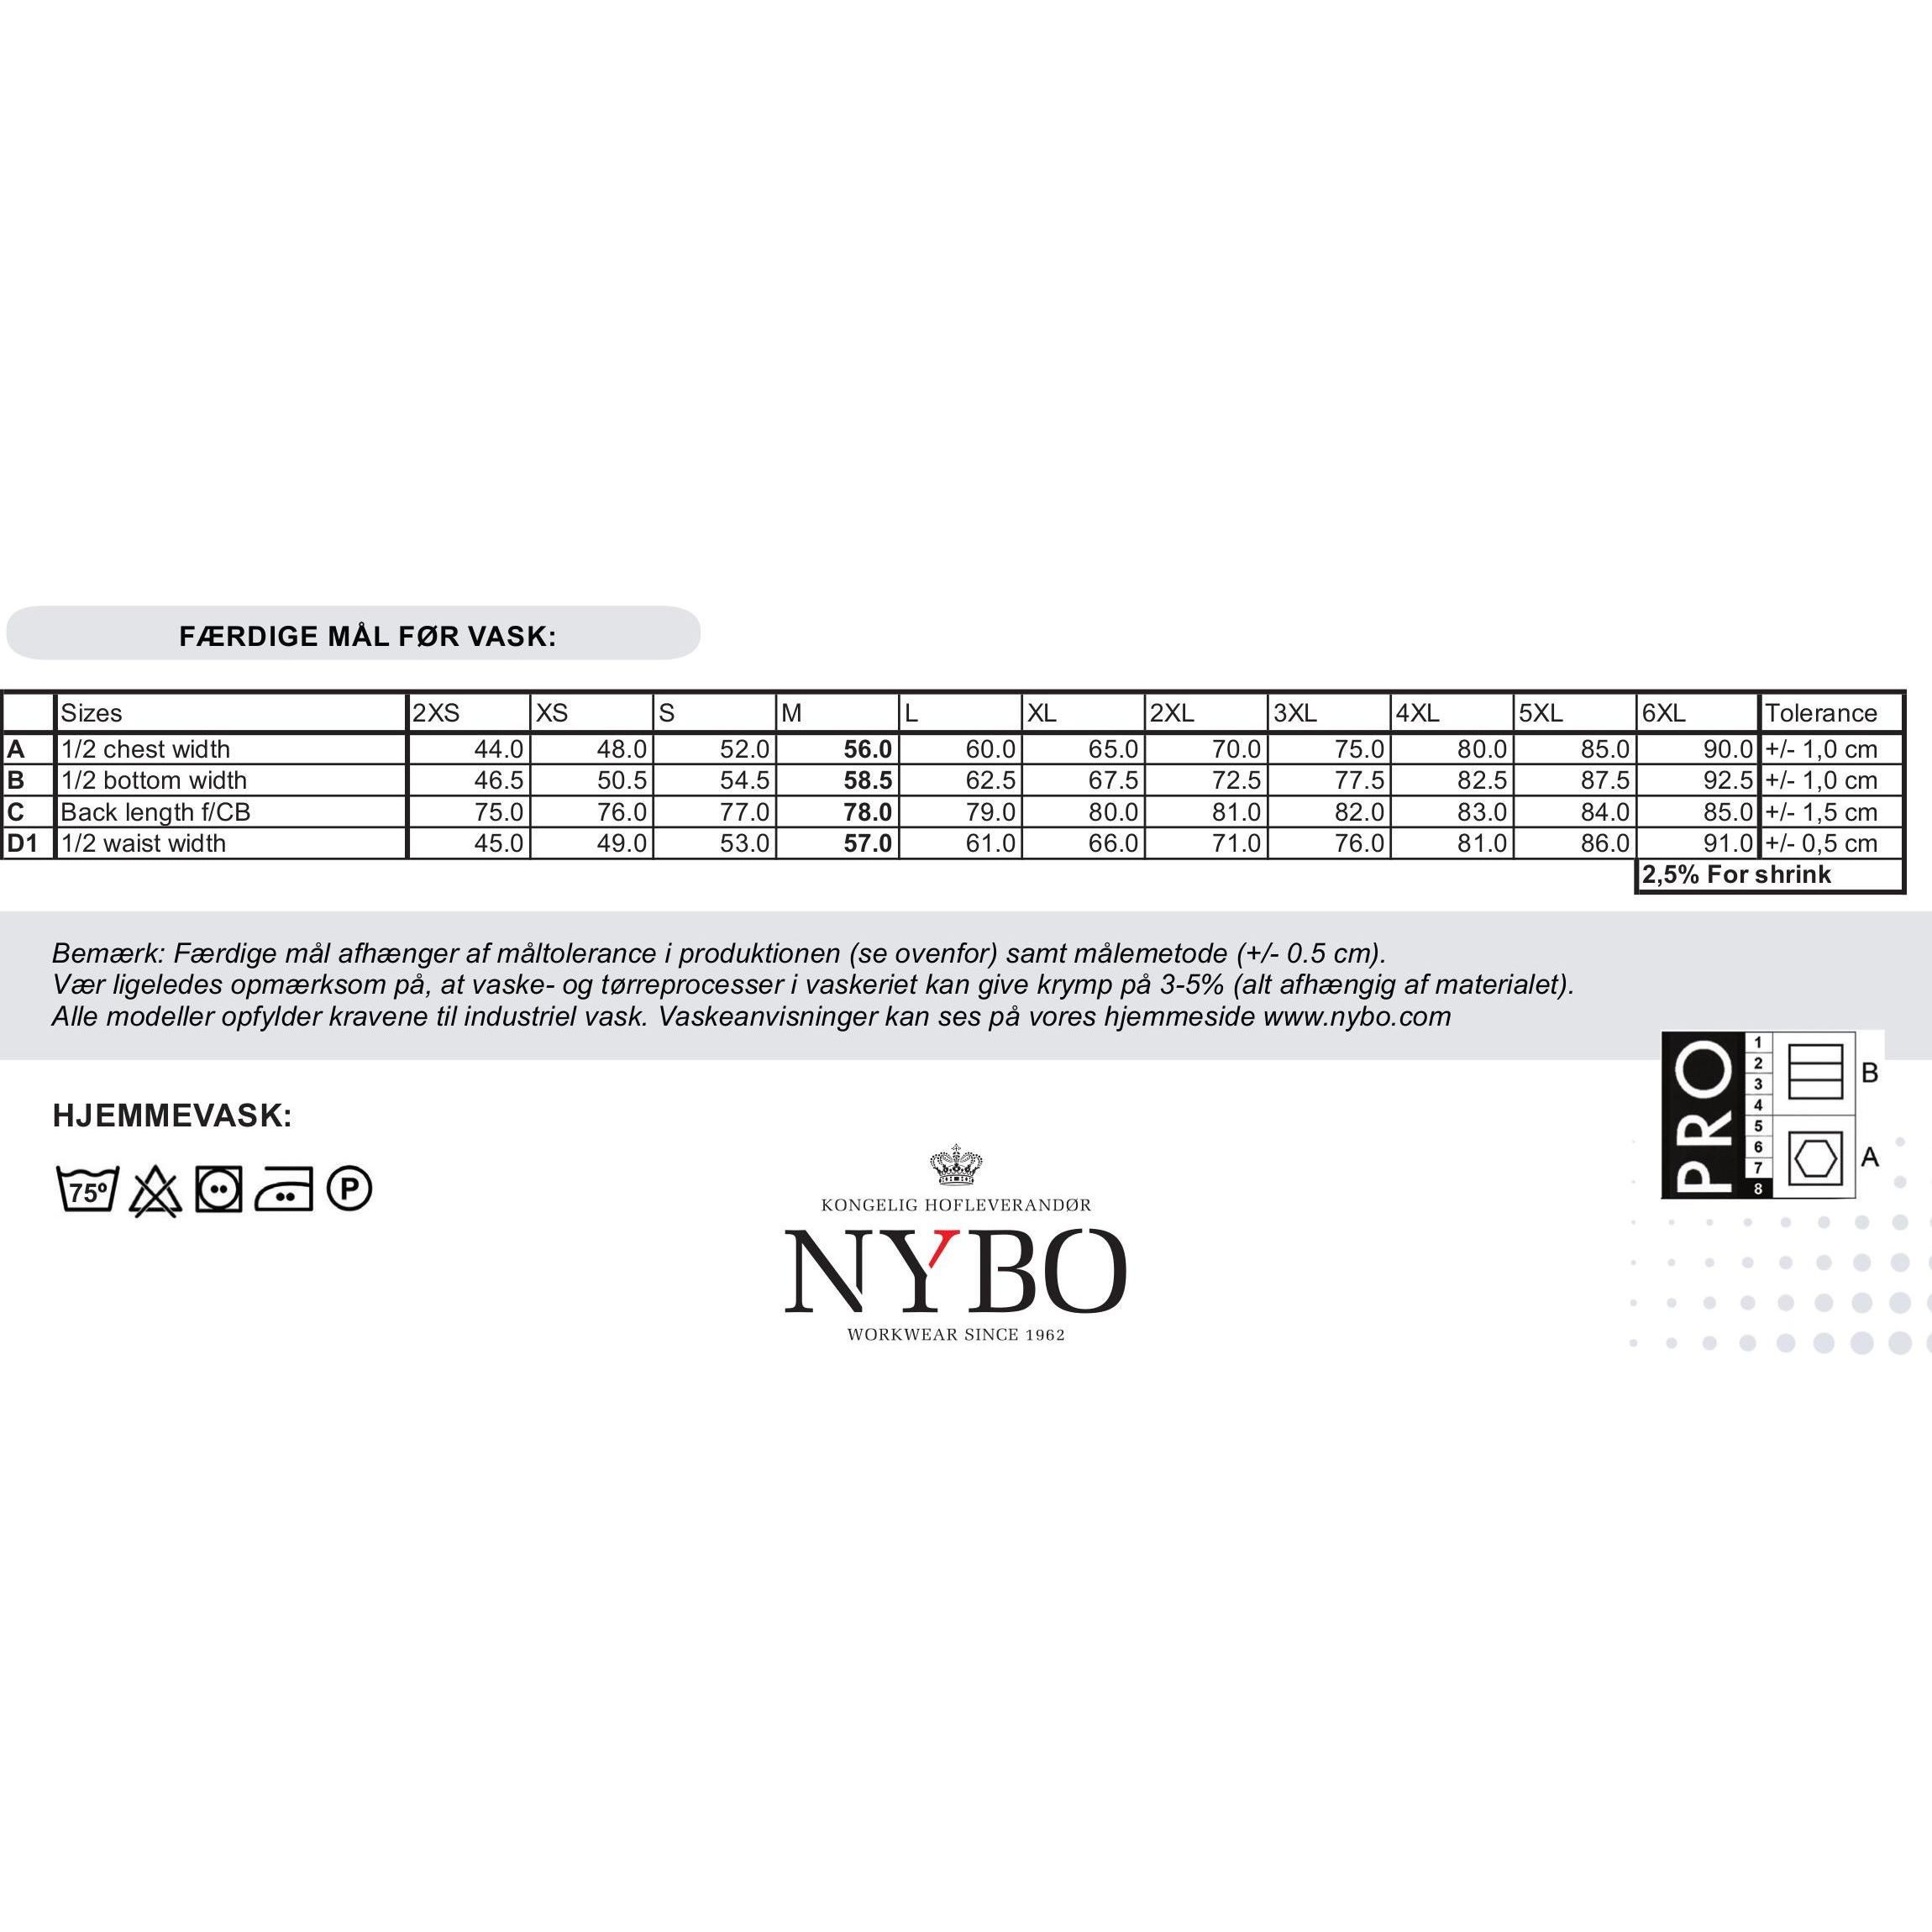 FÆRDIGE MÅL FØR VASK:
Sizes 2XS XS S M L XL 2XL 3XL 4XL 5XL 6XL Tolerance
A 1/2 chest width 44.0 48.0 52.0 56.0 60.0 65.0 70.0 75.0 80.0 85.0 90.0 +/- 1,0 cm
B 1/2 bottom width 46.5 50.5 54.5 58.5 62.5 67.5 72.5 77.5 82.5 87.5 92.5 +/- 1,0 cm
C Back length f/CB 75.0 76.0 77.0 78.0 79.0 80.0 81.0 82.0 83.0 84.0 85.0 +/- 1,5 cm
D1 1/2 waist width 45.0 49.0 53.0 57.0 61.0 66.0 71.0 76.0 81.0 86.0 91.0 +/- 0,5 cm
2,5% For shrink
Bemærk: Færdige mål afhænger af måltolerance i produktionen (se ovenfor) samt målemetode (+/- 0.5 cm).
Vær ligeledes opmærksom på, at vaske- og tørreprocesser i vaskeriet kan give krymp på 3-5% (alt afhængig af materialet).
Alle modeller opfylder kravene til industriel vask. Vaskeanvisninger kan ses på vores hjemmeside www.nybo.com
PRO
1
2
3
4
5
6
7
8
B
A
HJEMMEVASK:
75º
P
KONGELIG HOFLEVERANDØR
NYBO
WORKWEAR SINCE 1962